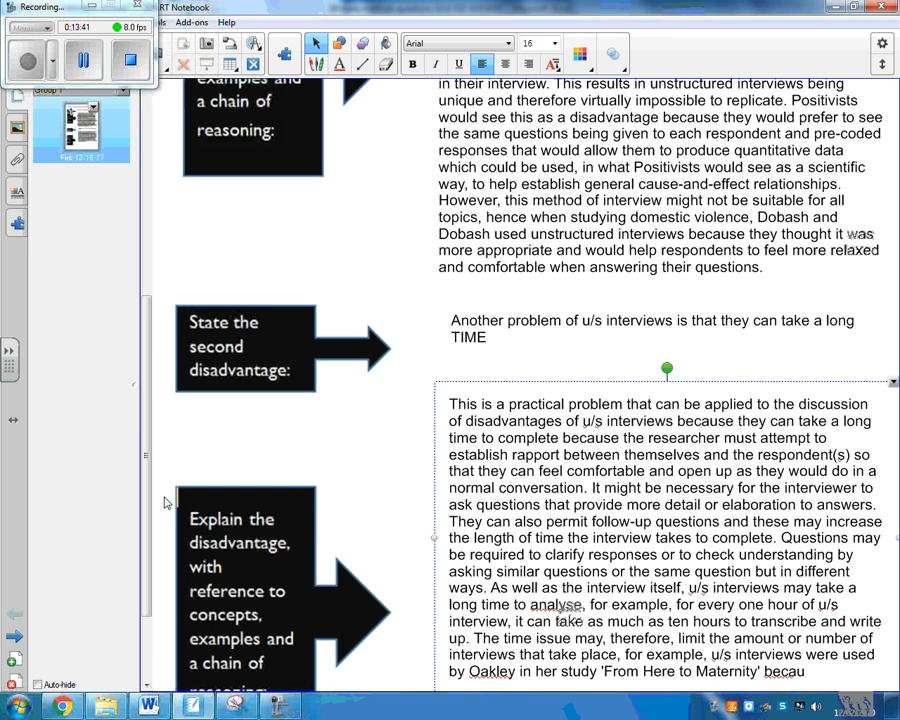 Recording...
RT Notebook
0:13:41
8.0 fps
ls Add-ons Help
Arial
16
B I U
Group 1
Feb 12-18:27
examples and
a chain of
reasoning:
in their interview. This results in unstructured interviews being
unique and therefore virtually impossible to replicate. Positivists
would see this as a disadvantage because they would prefer to see
the same questions being given to each respondent and pre-coded
responses that would allow them to produce quantitative data
which could be used, in what Positivists would see as a scientific
way, to help establish general cause-and-effect relationships.
However, this method of interview might not be suitable for all
topics, hence when studying domestic violence, Dobash and
Dobash used unstructured interviews because they thought it was
more appropriate and would help respondents to feel more relaxed
and comfortable when answering their questions.
State the
second
disadvantage:
Another problem of u/s interviews is that they can take a long
TIME
Explain the
disadvantage,
with
reference to
concepts,
examples and
a chain of
reasoning:
This is a practical problem that can be applied to the discussion
of disadvantages of u/s interviews because they can take a long
time to complete because the researcher must attempt to
establish rapport between themselves and the respondent(s) so
that they can feel comfortable and open up as they would do in a
normal conversation. It might be necessary for the interviewer to
ask questions that provide more detail or elaboration to answers.
They can also permit follow-up questions and these may increase
the length of time the interview takes to complete. Questions may
be required to clarify responses or to check understanding by
asking similar questions or the same question but in different
ways. As well as the interview itself, u/s interviews may take a
long time to analyse, for example, for every one hour of u/s
interview, it can take as much as ten hours to transcribe and write
up. The time issue may, therefore, limit the amount or number of
interviews that take place, for example, u/s interviews were used
by Oakley in her study 'From Here to Maternity' becau
Auto-hide